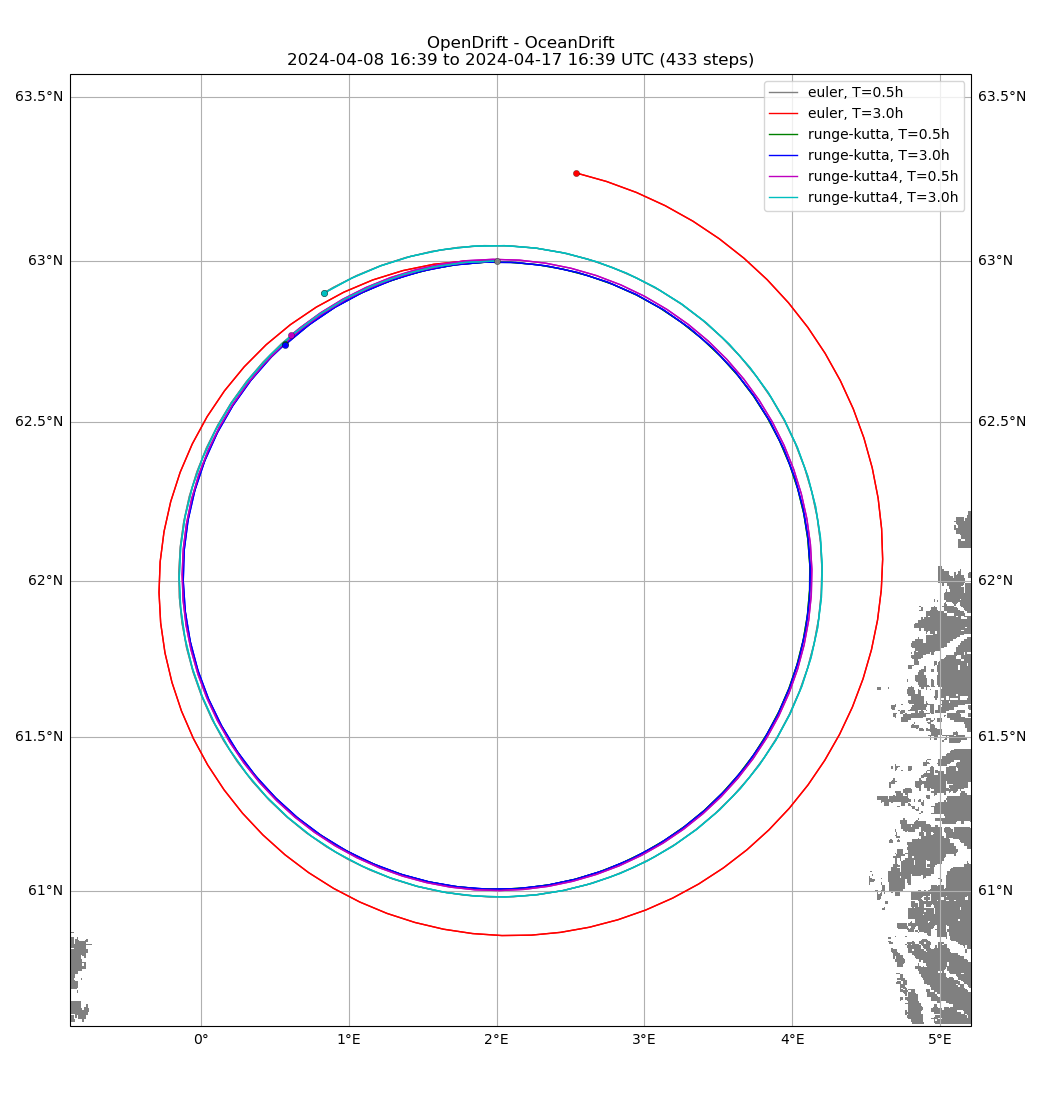 OpenDrift - OceanDrift
2024-04-08 16:39 to 2024-04-17 16:39 UTC (433 steps)
63.5°N
63°N
62.5°N
62°N
61.5°N
61°N
euler, T=0.5h
euler, T=3.0h
runge-kutta, T=0.5h
runge-kutta, T=3.0h
runge-kutta4, T=0.5h
runge-kutta4, T=3.0h
63.5°N
63°N
62.5°N
62°N
61.5°N
61°N
0°
1°E
2°E
3°E
4°E
5°E